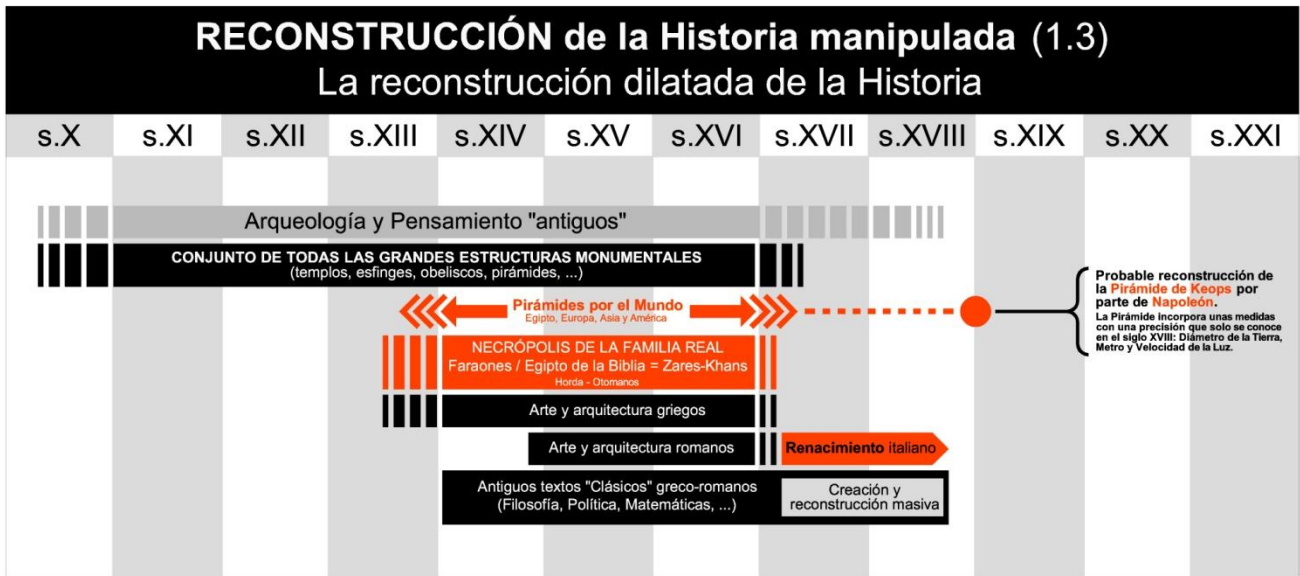 RECONSTRUCCIÓN de la Historia manipulada (1.3)
La reconstrucción dilatada de la Historia
s.X s.XI s.XII s.XIII s.XIV s.XV s.XVI s.XVII s.XVIII s.XIX s.XX s.XXI
Arqueología y Pensamiento "antiguos"
CONJUNTO DE TODAS LAS GRANDES ESTRUCTURAS MONUMENTALES
(templos, esfinges, obeliscos, pirámides, ...)
Pirámides por el Mundo
Egipto, Europa, Asia y América
Probable reconstrucción de
la Pirámide de Keops por
parte de Napoleón.
La Pirámide incorpora unas medidas
con una precisión que solo se conoce
en el siglo XVIII: Diámetro de la Tierra,
Metro y Velocidad de la Luz.
NECRÓPOLIS DE LA FAMILIA REAL
Faraones / Egipto de la Biblia = Zares-Khans
Horda - Otomanos
Arte y arquitectura griegos
Arte y arquitectura romanos
Renacimiento italiano
Antiguos textos "Clásicos" greco-romanos
(Filosofía, Política, Matemáticas, ...)
Creación y
reconstrucción masiva